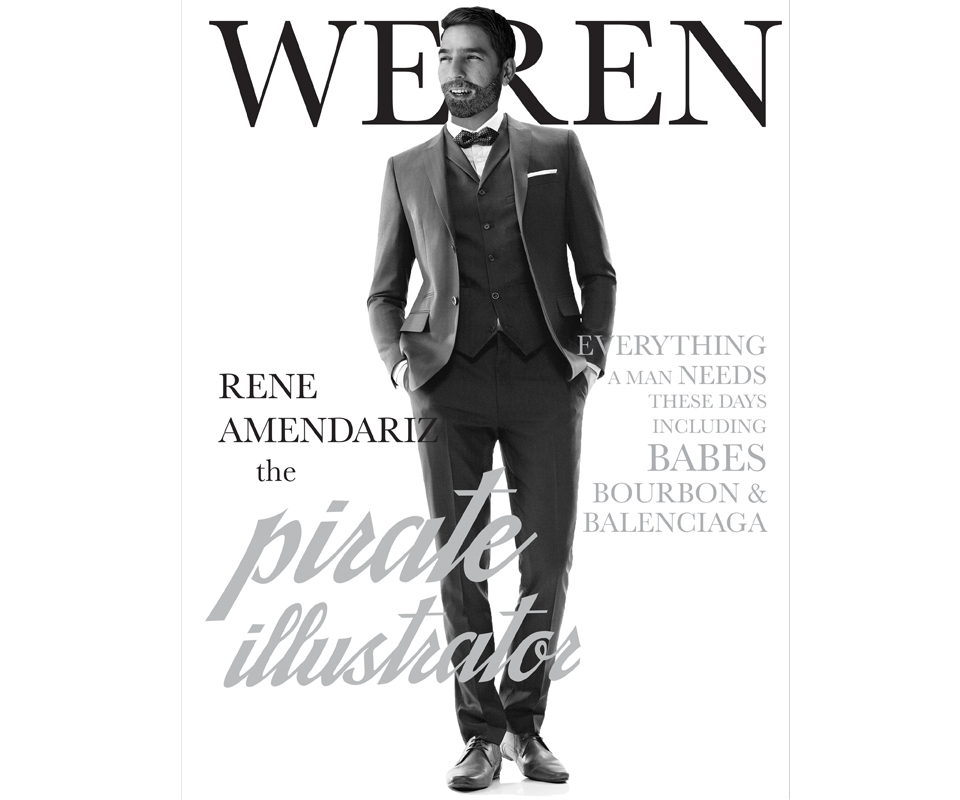 WEREN
RENE
AMENDARIZ
the
pirate
illustrator
EVERYTHING
A MAN NEEDS
THESE DAYS
INCLUDING
BABES
BOURBON &
BALENCIAGA